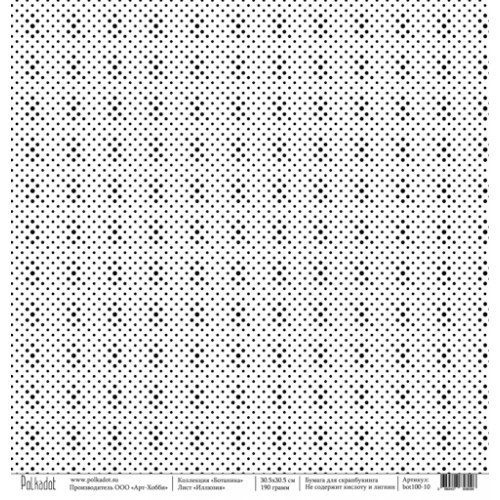 Polkadot
www.polkadot.ru
Производитель ООО «Арт-Хобби»
Коллекция «Ботаника»
Лист «Иллюзия»
30.5x30.5 см
190 грамм
Бумага для скрапбукинга
Не содержит кислоту и лигнин
Артикул:
bot100-10